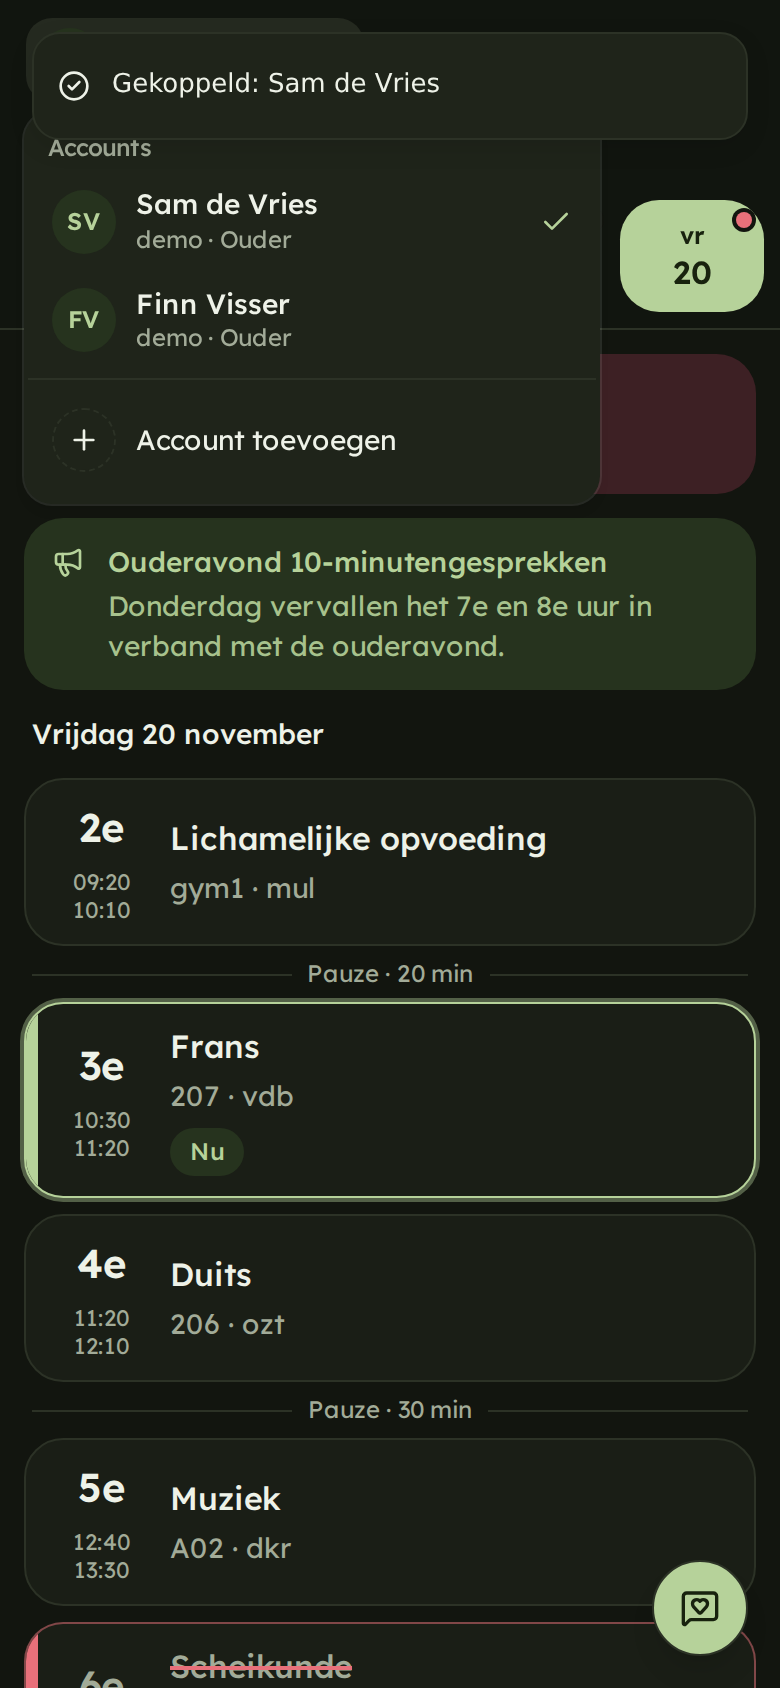 Gekoppeld: Sam de Vries
Accounts
SV
Sam de Vries
demo · Ouder
FV
Finn Visser
demo · Ouder
Account toevoegen
vr
20
Ouderavond 10-minutengesprekken
Donderdag vervallen het 7e en 8e uur in
verband met de ouderavond.
Vrijdag 20 november
2e
09:20
10:10
Lichamelijke opvoeding
gym1 · mul
Pauze · 20 min
3e
10:30
11:20
Frans
207 · vdb
Nu
4e
11:20
12:10
Duits
206 · ozt
Pauze · 30 min
5e
12:40
13:30
Muziek
A02 · dkr
6e
Scheikunde